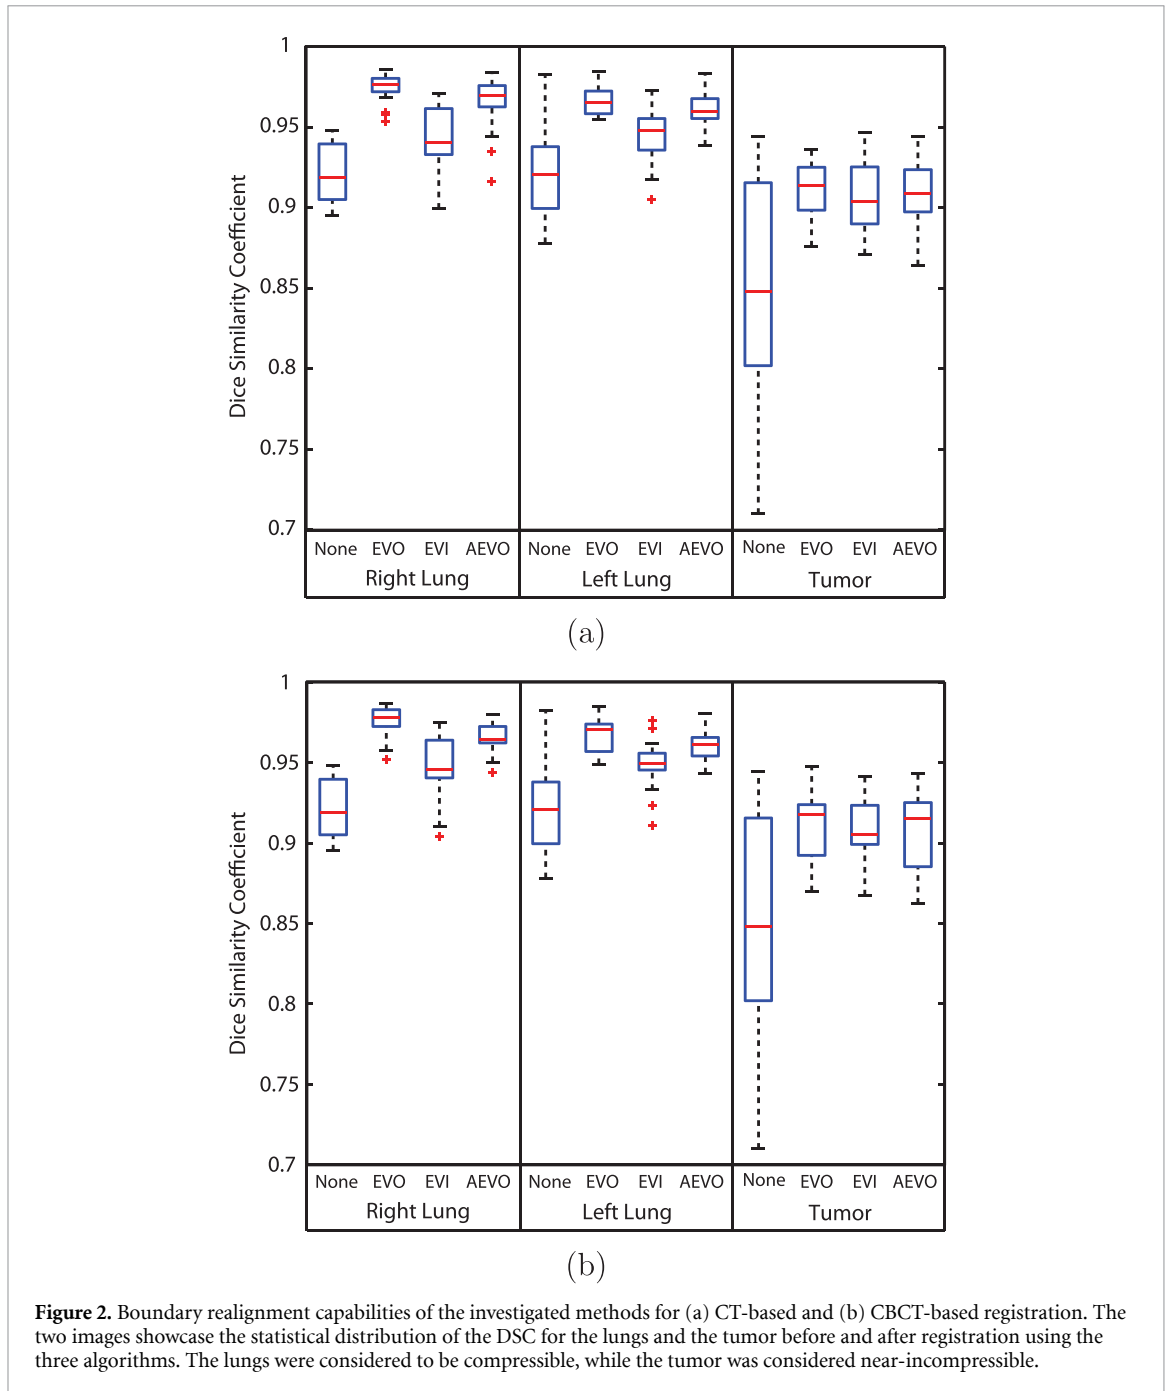 1
0.95
0.9
0.85
0.8
0.75
0.7
Dice Similarity Coefficient
None EVO EVI AEVO None EVO EVI AEVO None EVO EVI AEVO
Right Lung Left Lung Tumor
(a)
1
0.95
0.9
0.85
0.8
0.75
0.7
Dice Similarity Coefficient
None EVO EVI AEVO None EVO EVI AEVO None EVO EVI AEVO
Right Lung Left Lung Tumor
(b)
Figure 2. Boundary realignment capabilities of the investigated methods for (a) CT-based and (b) CBCT-based registration. The
two images showcase the statistical distribution of the DSC for the lungs and the tumor before and after registration using the
three algorithms. The lungs were considered to be compressible, while the tumor was considered near-incompressible.